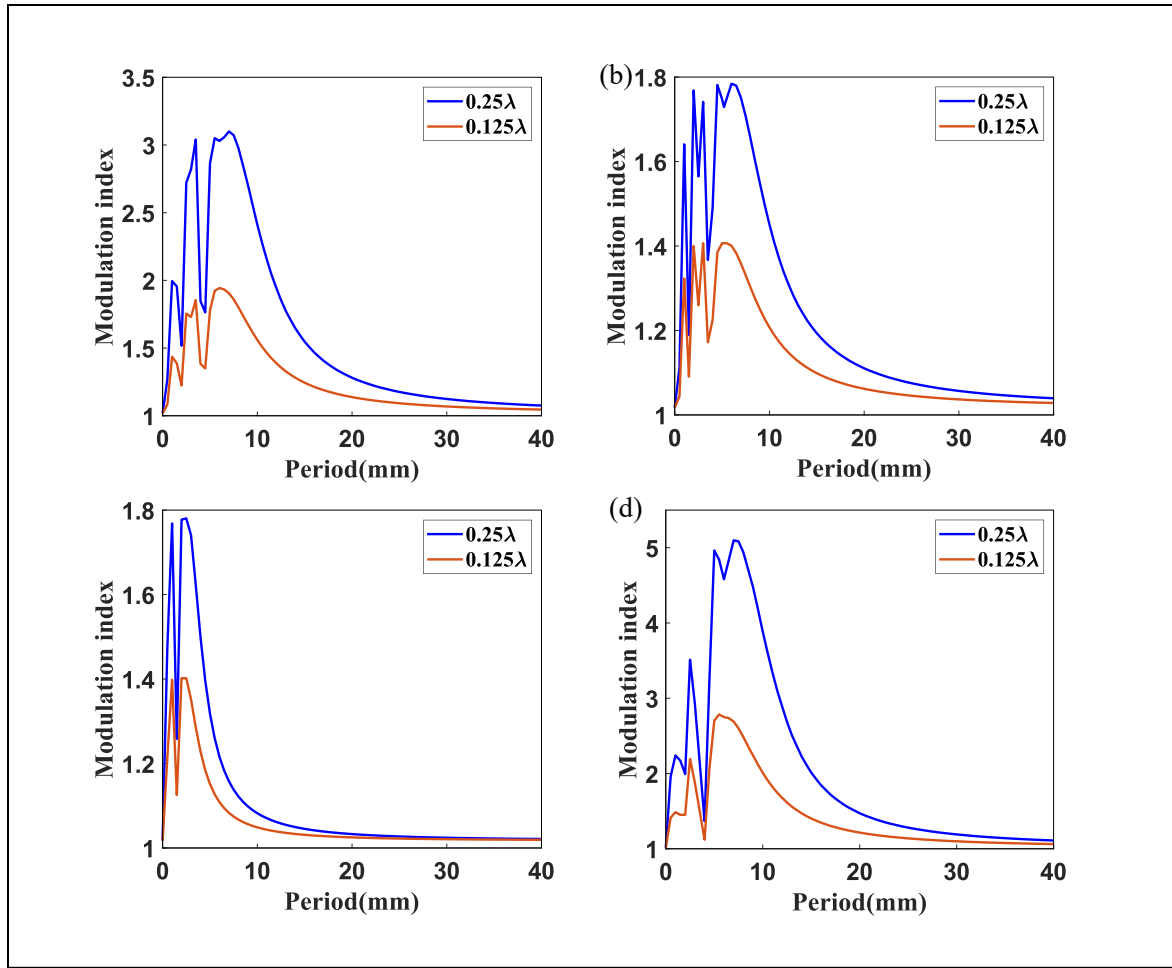 3.5
3
2.5
2
1.5
1
0 10 20 30 40
Modulation index
Period(mm)
0.25λ
0.125λ
(b)
1.8
1.6
1.4
1.2
1
0 10 20 30 40
Modulation index
Period(mm)
0.25λ
0.125λ
1.8
1.6
1.4
1.2
1
0 10 20 30 40
Modulation index
Period(mm)
0.25λ
0.125λ
(d)
5
4
3
2
1
0 10 20 30 40
Modulation index
Period(mm)
0.25λ
0.125λ